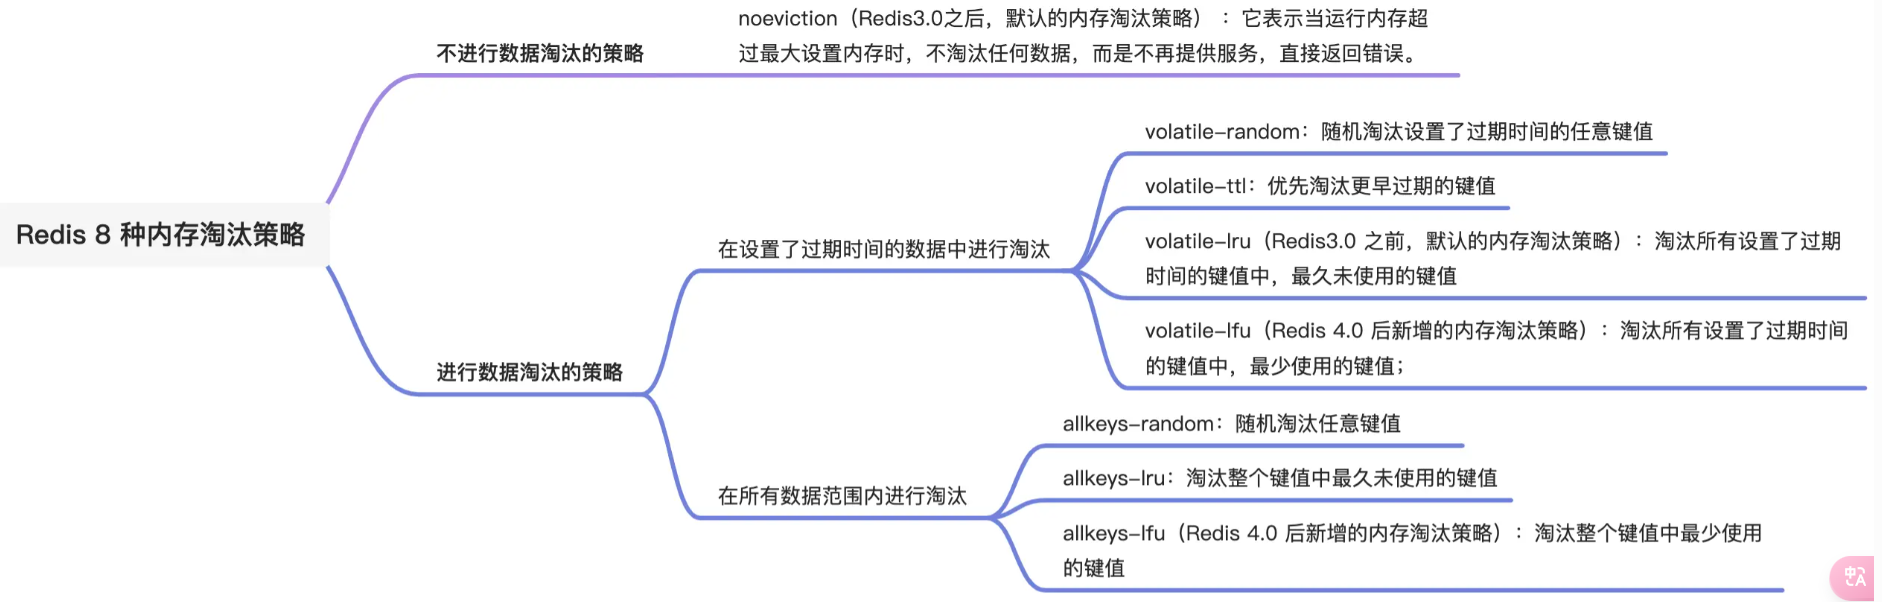 noeviction（Redis3.0之后，默认的内存淘汰策略）：它表示当运行内存超
过最大设置内存时，不淘汰任何数据，而是不再提供服务，直接返回错误。
不进行数据淘汰的策略
Redis 8 种内存淘汰策略
进行数据淘汰的策略
在设置了过期时间的数据中进行淘汰
volatile-random：随机淘汰设置了过期时间的任意键值
volatile-ttl：优先淘汰更早过期的键值
volatile-lru（Redis3.0 之前，默认的内存淘汰策略）：淘汰所有设置了过期
时间的键值中，最久未使用的键值
volatile-lfu（Redis 4.0 后新增的内存淘汰策略）：淘汰所有设置了过期时间
的键值中，最少使用的键值；
在所有数据范围内进行淘汰
allkeys-random：随机淘汰任意键值
allkeys-lru：淘汰整个键值中最久未使用的键值
allkeys-lfu（Redis 4.0 后新增的内存淘汰策略）：淘汰整个键值中最少使用
的键值
中
A